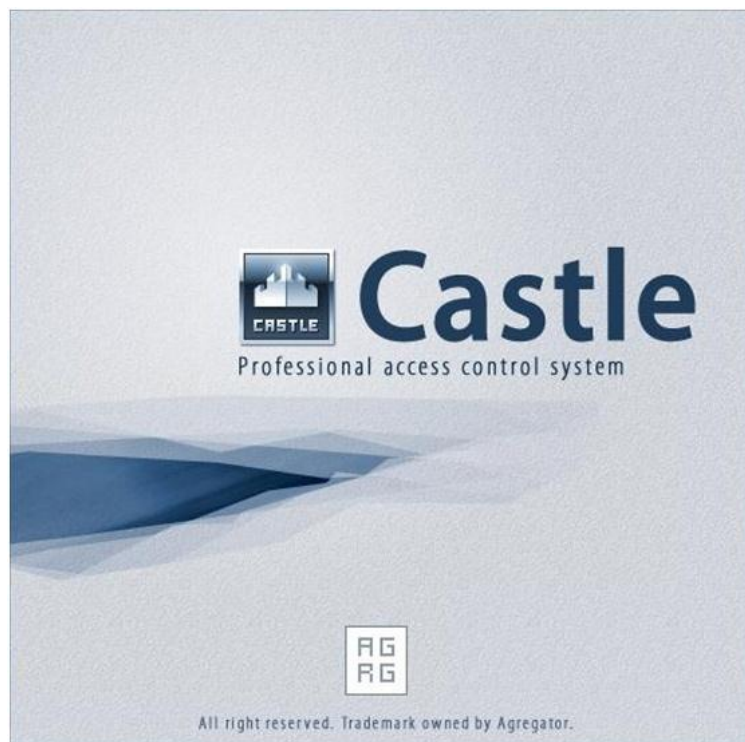 Castle
CASTLE
Professional access control system
AG
RG
All right reserved. Trademark owned by Agregator.